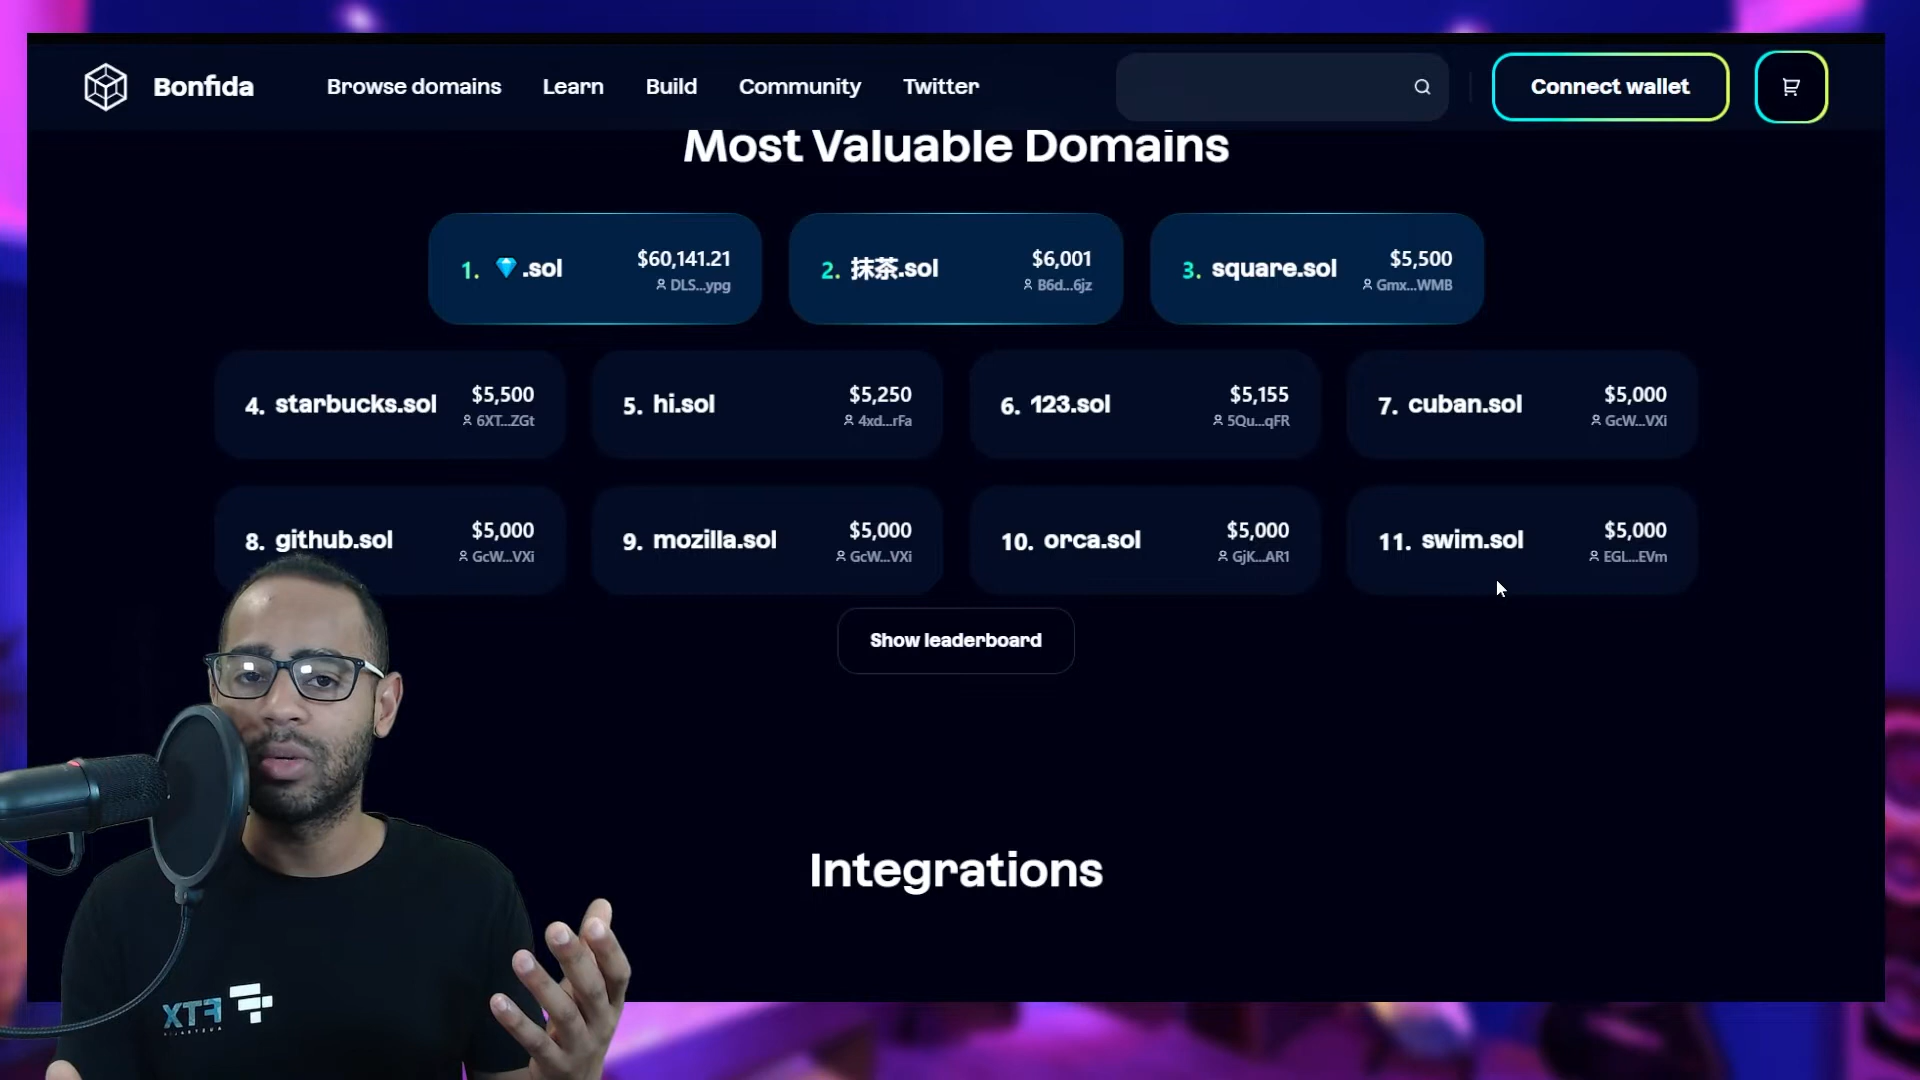 Bonfida
Browse domains
Learn
Build
Community
Twitter
Connect wallet
Most Valuable Domains
1. 💎.sol
$60,141.21
DLS...ypg
2. 抹茶.sol
$6,001
B6d...6jz
3. square.sol
$5,500
Gmx...WMB
4. starbucks.sol
$5,500
6XT...ZGt
5. hi.sol
$5,250
4xd...rFa
6. 123.sol
$5,155
5Qu...qFR
7. cuban.sol
$5,000
GcW...VXi
8. github.sol
$5,000
GcW...VXi
9. mozilla.sol
$5,000
GcW...VXi
10. orca.sol
$5,000
GjK...AR1
11. swim.sol
$5,000
EGL...EVm
Show leaderboard
Integrations
FTX